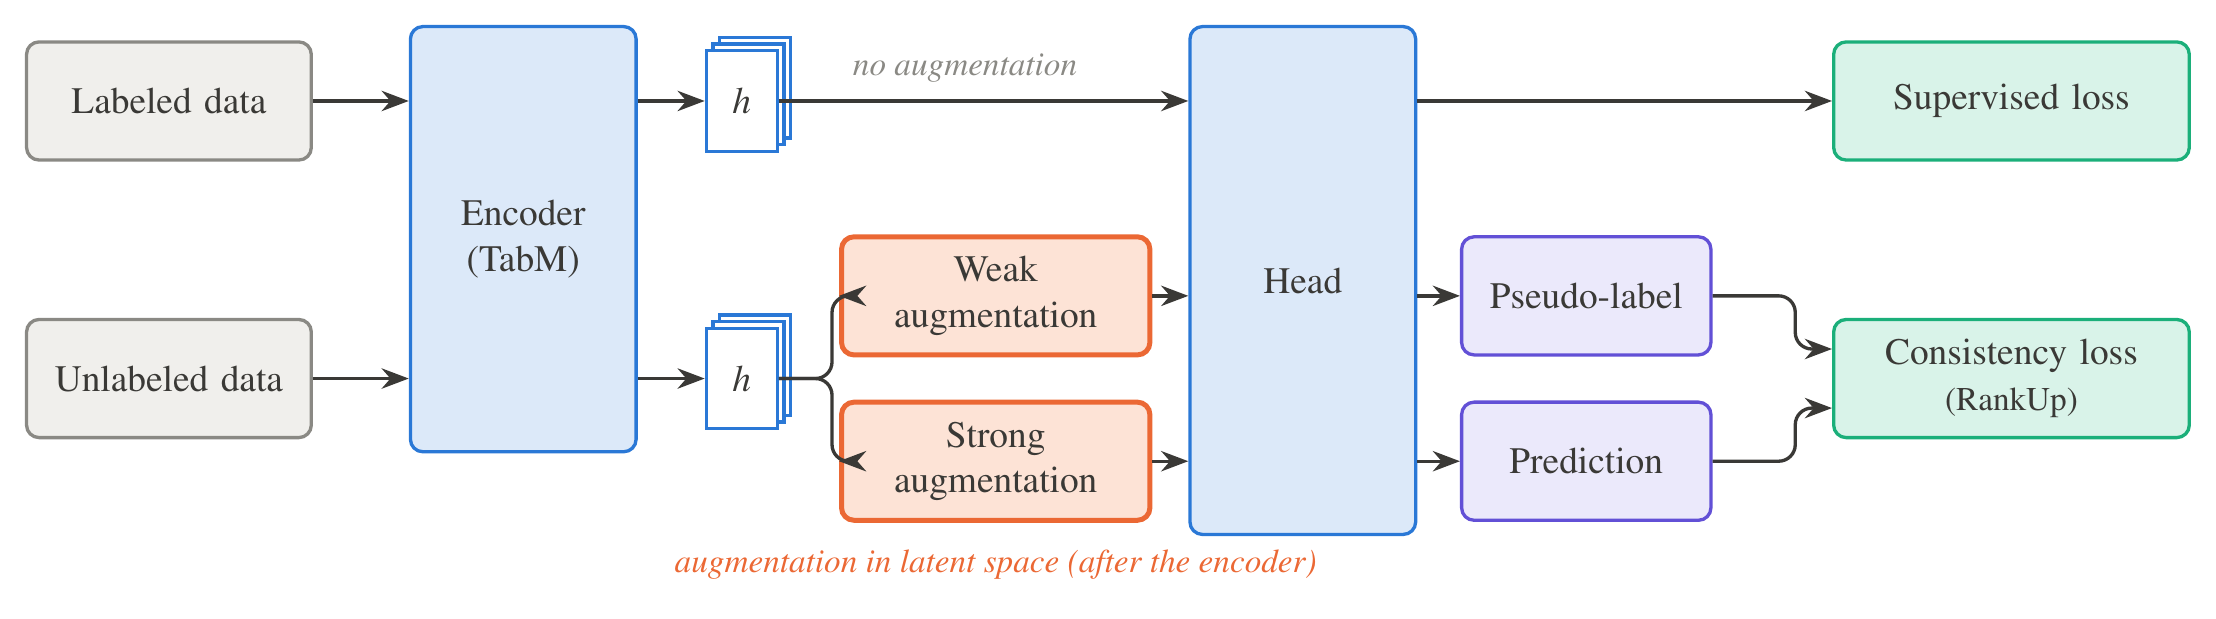 Labeled data
h
no augmentation
Supervised loss
Encoder
(TabM)
Head
Weak
augmentation
Pseudo-label
Unlabeled data
h
Consistency loss
(RankUp)
Strong
augmentation
Prediction
augmentation in latent space (after the encoder)